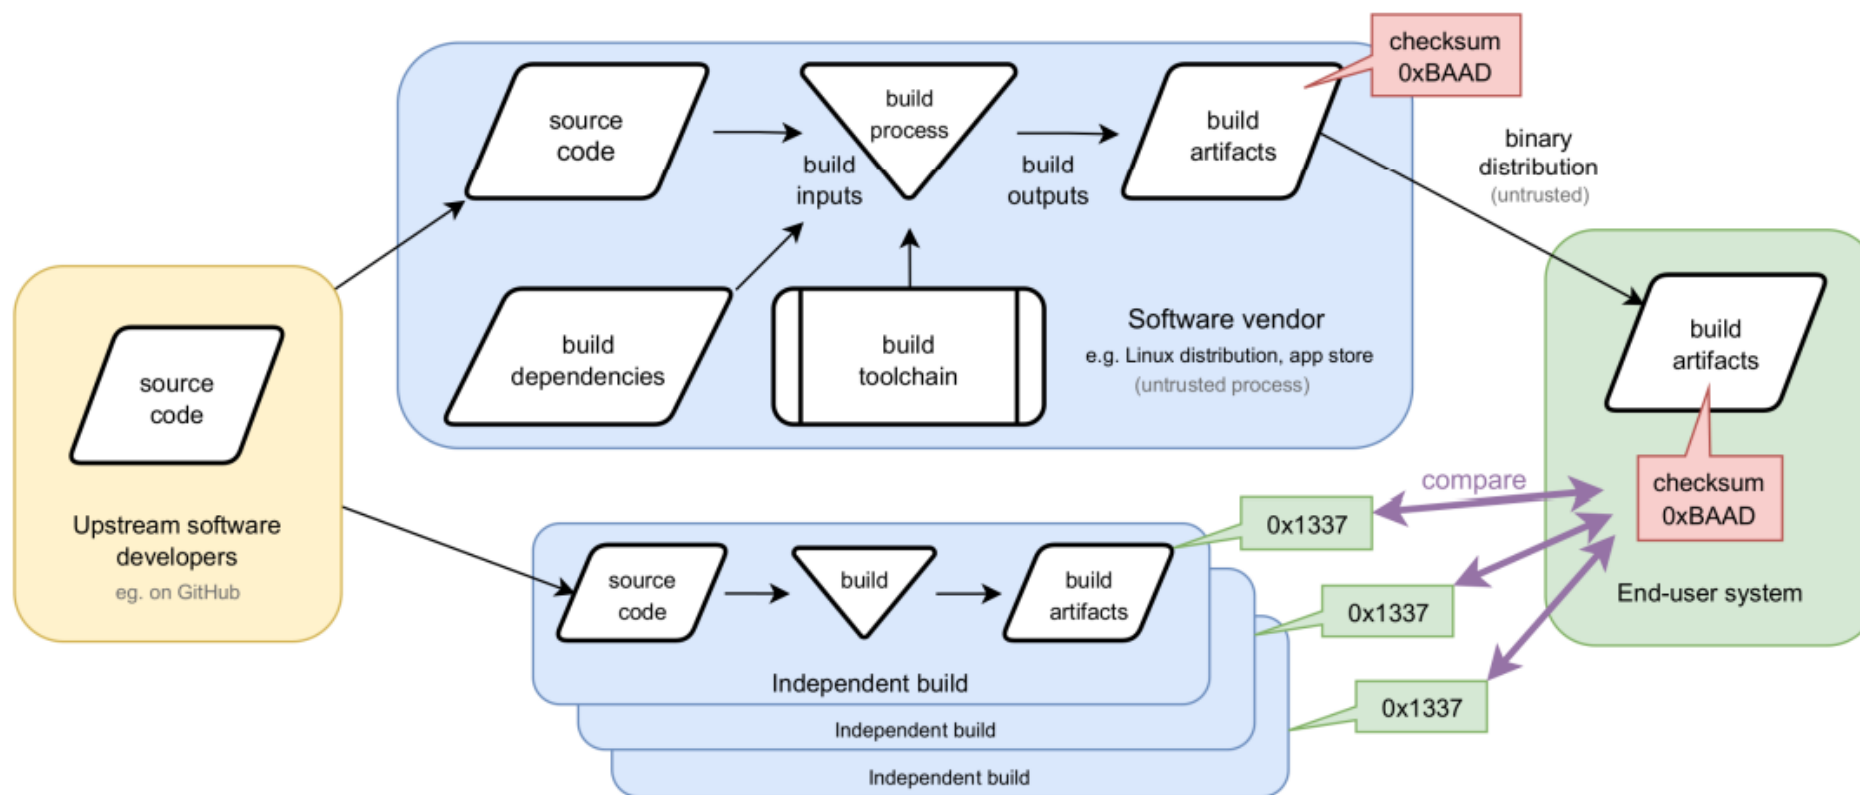 checksum
0xBAAD
source
code
build
process
build
artifacts
build
inputs
build
outputs
binary
distribution
(untrusted)
build
dependencies
build
toolchain
Software vendor
e.g. Linux distribution, app store
(untrusted process)
source
code
Upstream software
developers
eg. on GitHub
build
artifacts
checksum
0xBAAD
End-user system
compare
0x1337
0x1337
0x1337
source
code
build
build
artifacts
Independent build
Independent build
Independent build